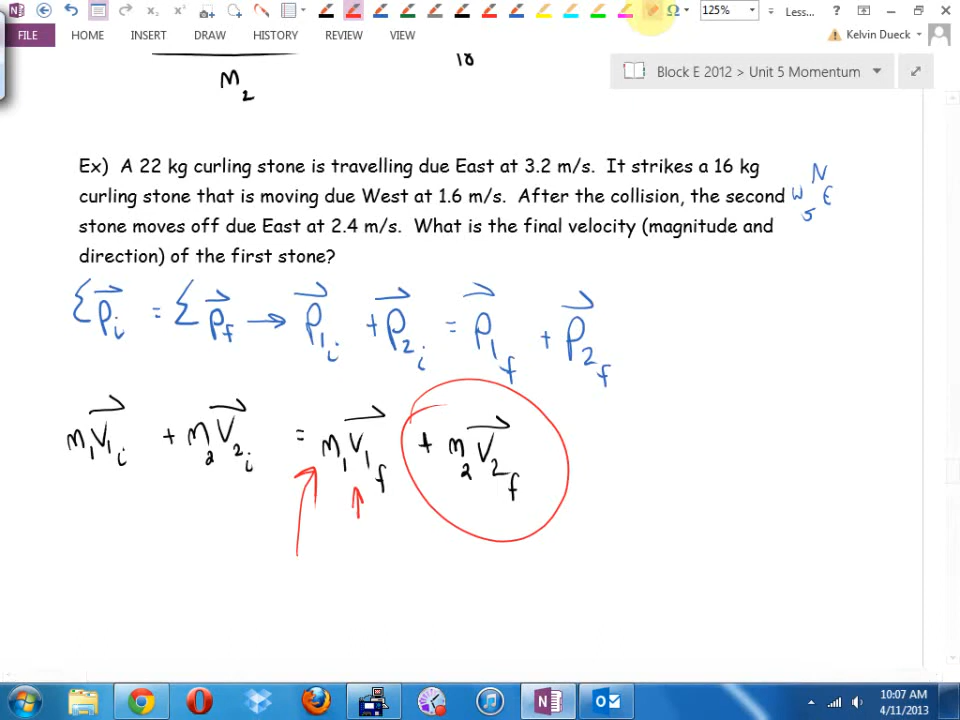 125% Less... ?
Kelvin Dueck
FILE HOME INSERT DRAW HISTORY REVIEW VIEW
Block E 2012 > Unit 5 Momentum
M₂
18
Ex) A 22 kg curling stone is travelling due East at 3.2 m/s. It strikes a 16 kg
curling stone that is moving due West at 1.6 m/s. After the collision, the second
stone moves off due East at 2.4 m/s. What is the final velocity (magnitude and
direction) of the first stone?
N
W E
S
Σp⃗i = Σp⃗f → p⃗1i + p⃗2i = p⃗1f + p⃗2f
m₁v⃗1i + m₂v⃗2i = m₁v⃗1f + m₂v⃗2f
10:07 AM
4/11/2013